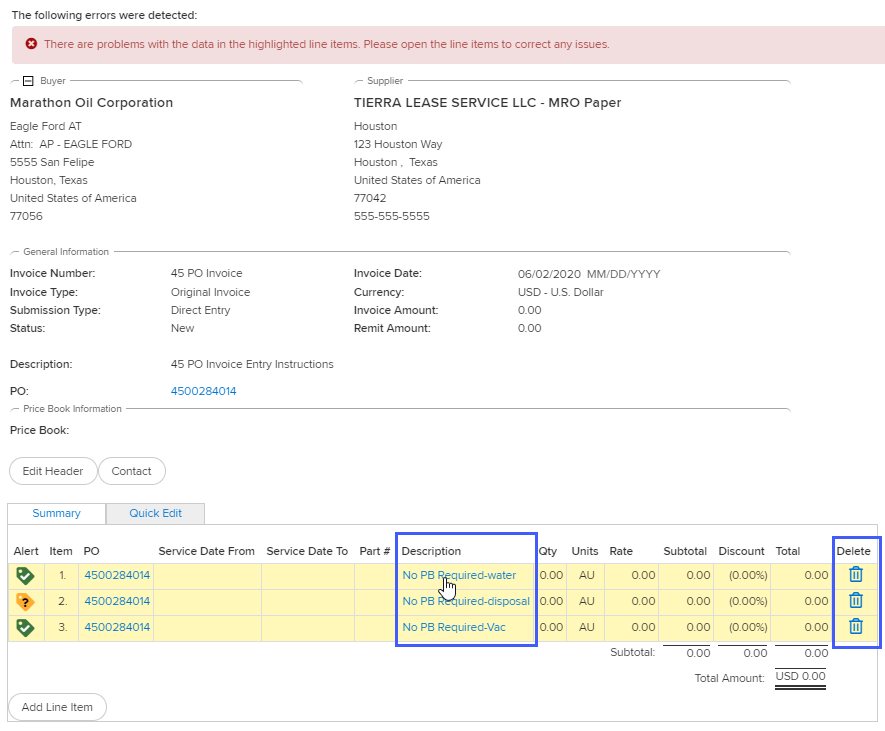 The following errors were detected:
There are problems with the data in the highlighted line items. Please open the line items to correct any issues.
Buyer
Marathon Oil Corporation
Eagle Ford AT
Attn: AP - EAGLE FORD
5555 San Felipe
Houston, Texas
United States of America
77056
Supplier
TIERRA LEASE SERVICE LLC - MRO Paper
Houston
123 Houston Way
Houston , Texas
United States of America
77042
555-555-5555
General Information
Invoice Number: 45 PO Invoice Invoice Date: 06/02/2020 MM/DD/YYYY
Invoice Type: Original Invoice Currency: USD - U.S. Dollar
Submission Type: Direct Entry Invoice Amount: 0.00
Status: New Remit Amount: 0.00
Description: 45 PO Invoice Entry Instructions
PO: 4500284014
Price Book Information
Price Book:
Edit Header Contact
Summary Quick Edit
Alert Item PO Service Date From Service Date To Part # Description Qty Units Rate Subtotal Discount Total Delete
1. 4500284014 No PB Required-water 0.00 AU 0.00 0.00 (0.00%) 0.00
? 2. 4500284014 No PB Required-disposal 0.00 AU 0.00 0.00 (0.00%) 0.00
3. 4500284014 No PB Required-Vac 0.00 AU 0.00 0.00 (0.00%) 0.00
Subtotal: 0.00 0.00 0.00
Total Amount: USD 0.00
Add Line Item